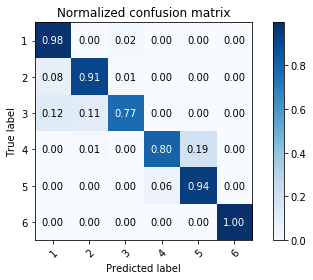 Normalized confusion matrix
1 0.98 0.00 0.02 0.00 0.00 0.00
2 0.08 0.91 0.01 0.00 0.00 0.00
3 0.12 0.11 0.77 0.00 0.00 0.00
4 0.00 0.01 0.00 0.80 0.19 0.00
5 0.00 0.00 0.00 0.06 0.94 0.00
6 0.00 0.00 0.00 0.00 0.00 1.00
1 2 3 4 5 6
True label
Predicted label
0.8
0.6
0.4
0.2
0.0